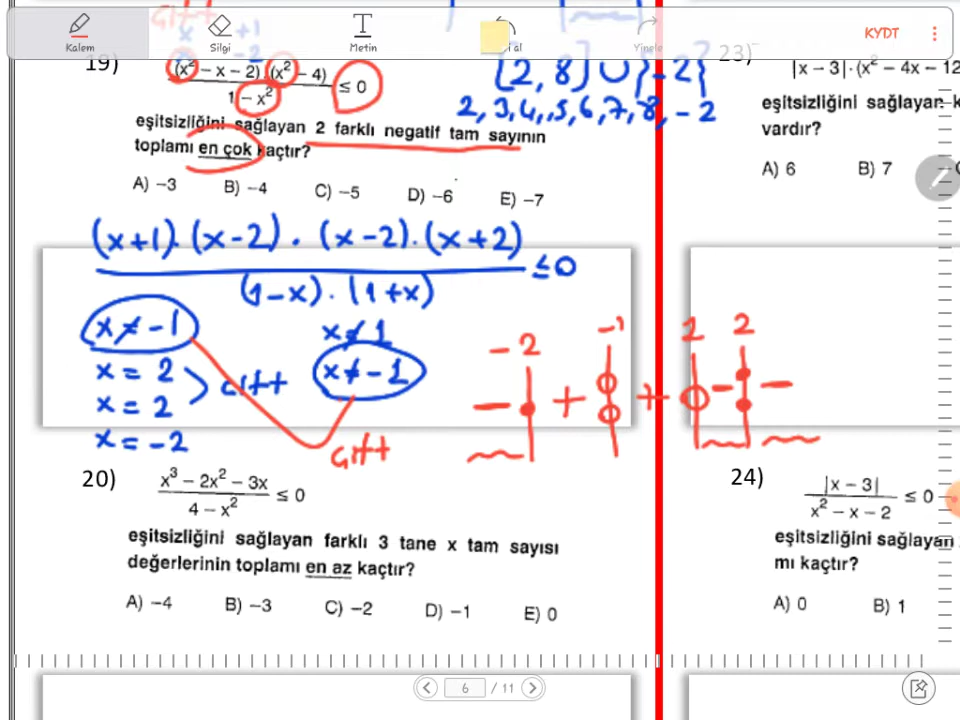 Kalem
Silgi
Metin
al
Yinele
KYDT
çift
x +1
-2
[2, 8] ∪ {-2}
2, 3, 4, 5, 6, 7, 8, -2
19)
(x² − x − 2) (x² − 4)
1 − x²
≤ 0
eşitsizliğini sağlayan 2 farklı negatif tam sayının
toplamı en çok kaçtır?
A) −3 B) −4 C) −5 D) −6 E) −7
(x+1).(x-2).(x-2).(x+2)
≤0
(1-x).(1+x)
x≠-1
x≠1
x=2
x=2
çift
x≠-1
x=-2
çift
-2 -1 1 2
- + + - -
20)
x³ − 2x² − 3x
4 − x²
≤ 0
eşitsizliğini sağlayan farklı 3 tane x tam sayısı
değerlerinin toplamı en az kaçtır?
A) −4 B) −3 C) −2 D) −1 E) 0
23)
|x − 3|·(x² − 4x − 12
eşitsizliğini sağlayan
vardır?
A) 6 B) 7
24)
|x − 3|
x² − x − 2
≤ 0
eşitsizliğini sağlayan
mı kaçtır?
A) 0 B) 1
6 / 11